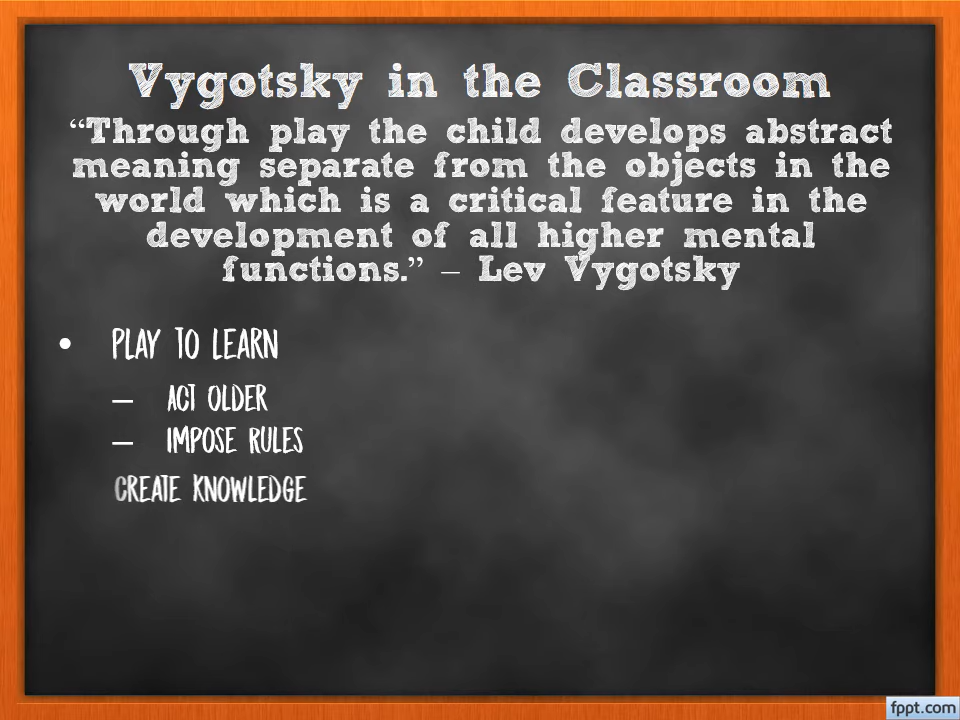 Vygotsky in the Classroom
“Through play the child develops abstract
meaning separate from the objects in the
world which is a critical feature in the
development of all higher mental
functions.” – Lev Vygotsky
• PLAY TO LEARN
– ACT OLDER
– IMPOSE RULES
CREATE KNOWLEDGE
fppt.com